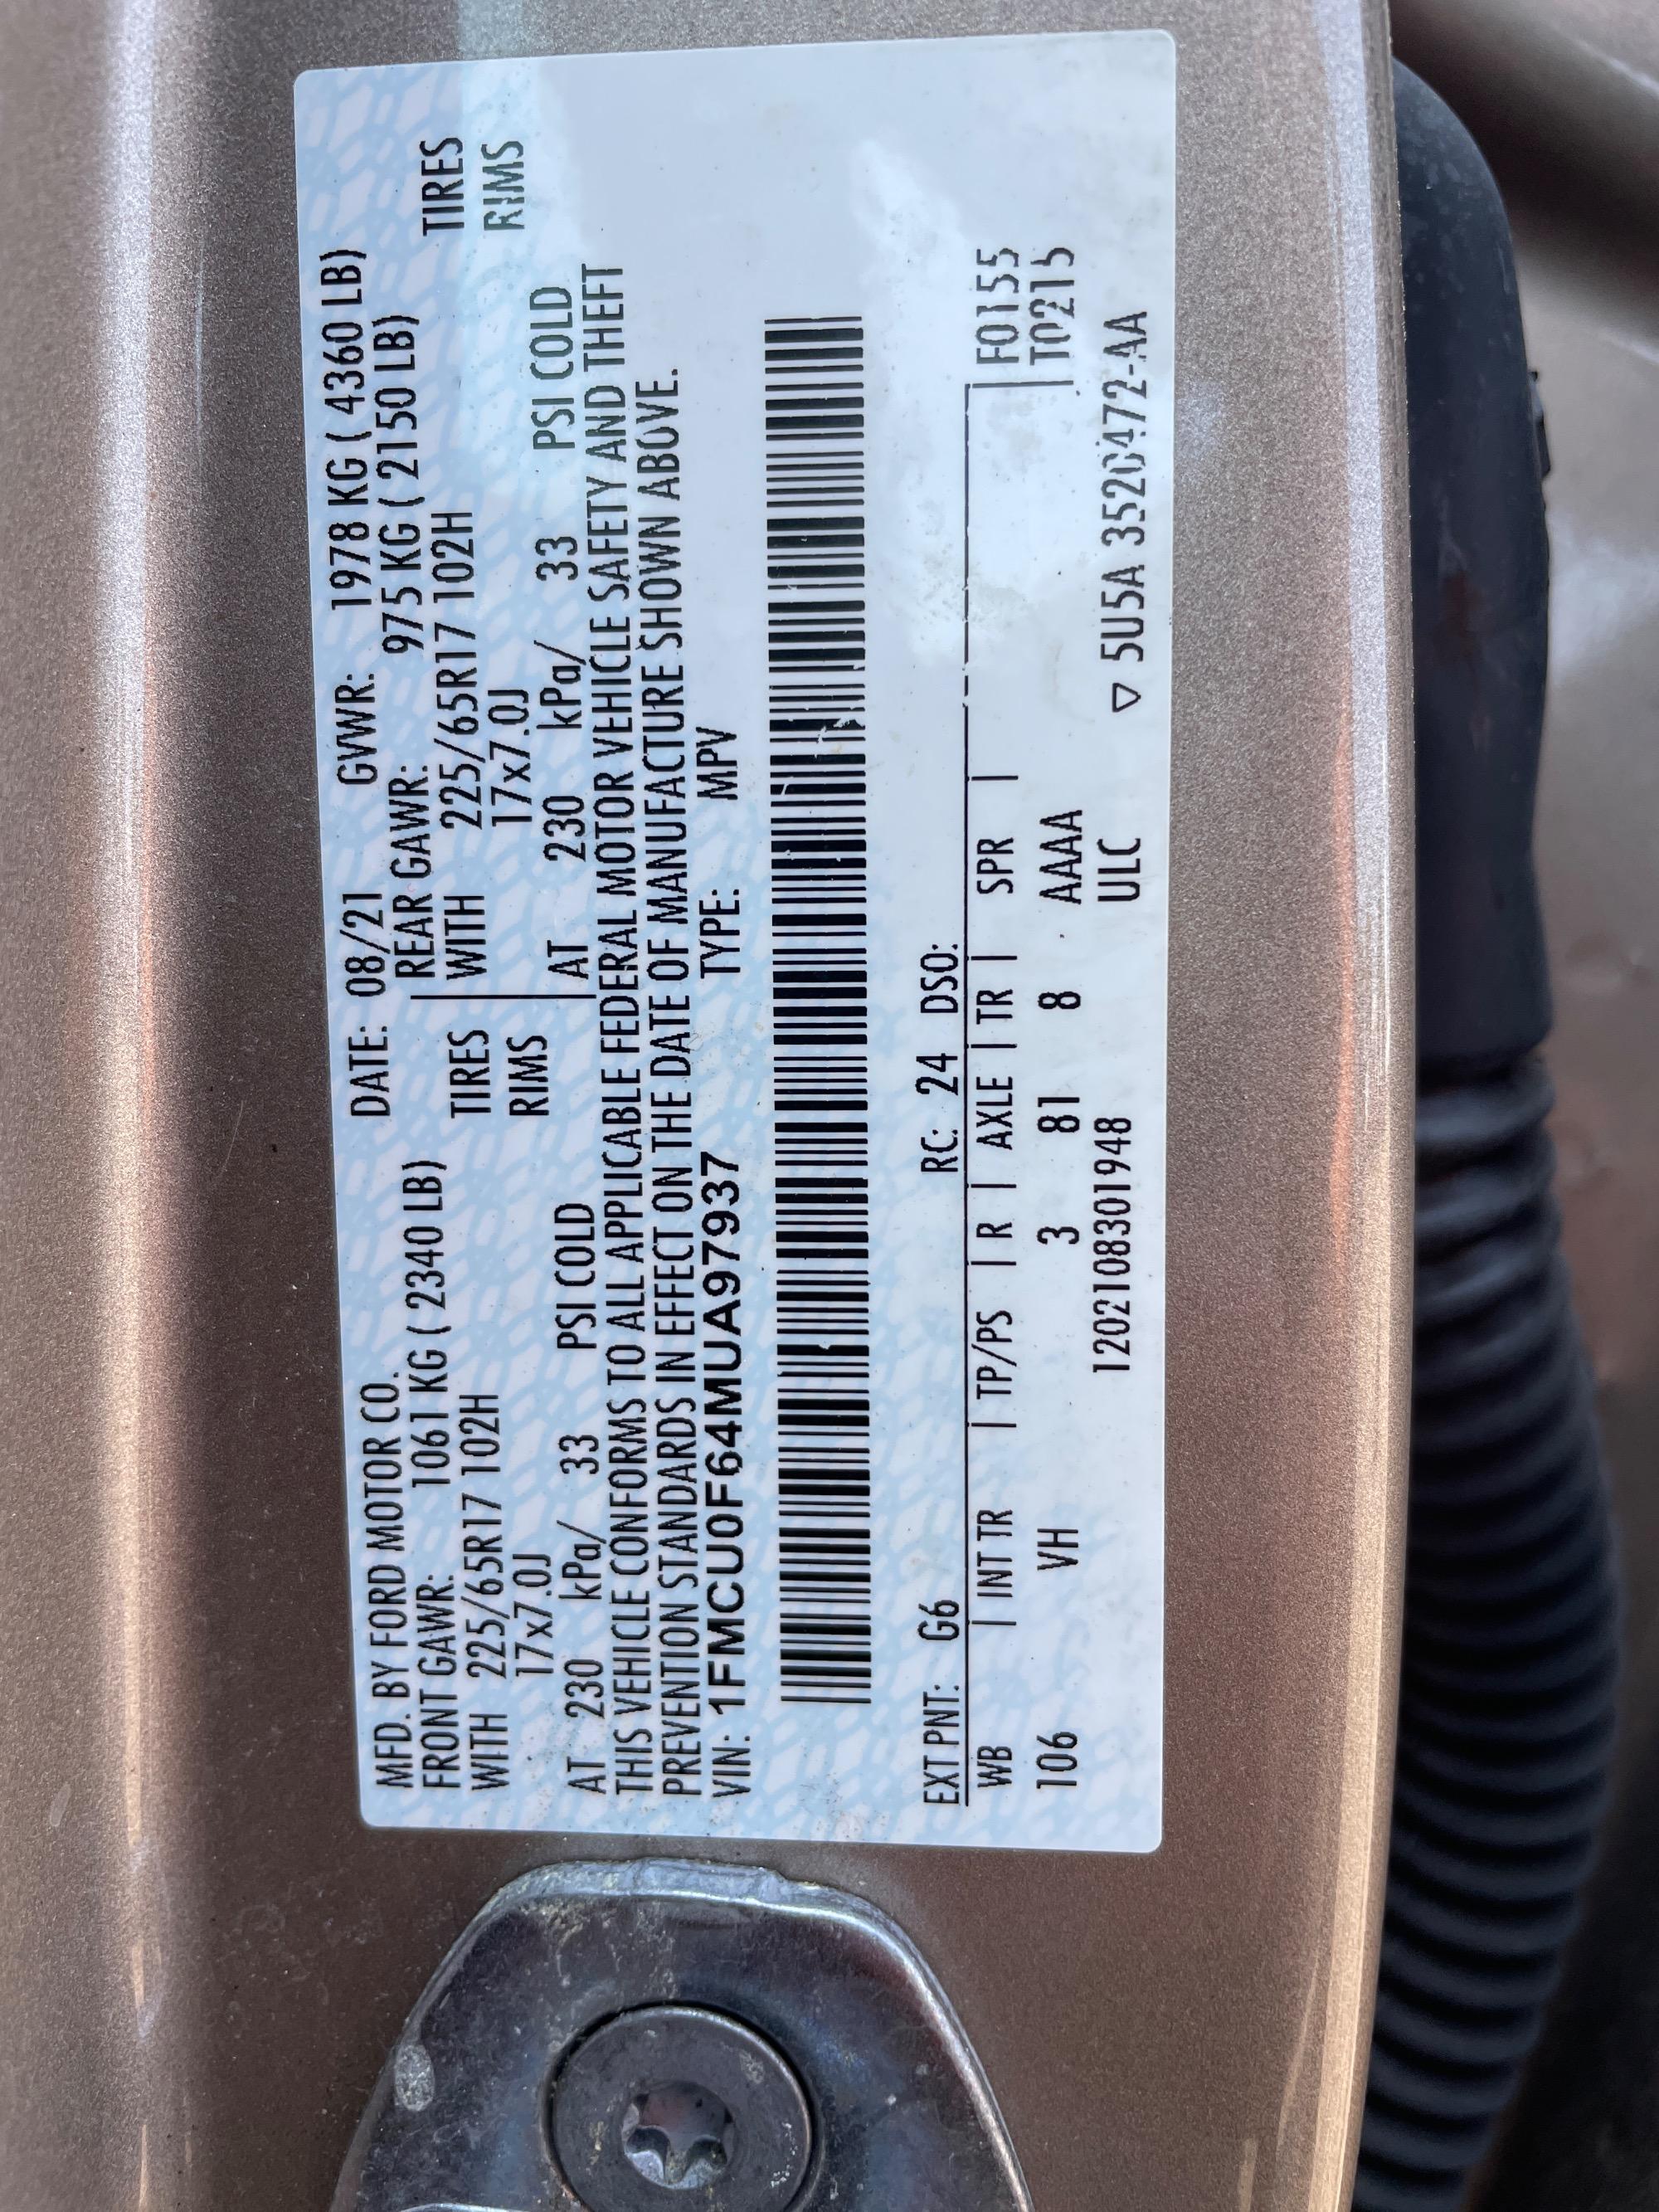 MFD. BY FORD MOTOR CO. DATE: 08/21 GVWR: 1978 KG ( 4360 LB)
FRONT GAWR: 1061 KG ( 2340 LB) REAR GAWR: 975 KG ( 2150 LB)
WITH 225/65R17 102H TIRES WITH 225/65R17 102H TIRES
17x7.0J RIMS 17x7.0J RIMS
AT 230 kPa/ 33 PSI COLD AT 230 kPa/ 33 PSI COLD
THIS VEHICLE CONFORMS TO ALL APPLICABLE FEDERAL MOTOR VEHICLE SAFETY AND THEFT
PREVENTION STANDARDS IN EFFECT ON THE DATE OF MANUFACTURE SHOWN ABOVE.
VIN: 1FMCU0F64MUA97937 TYPE: MPV
EXT PNT: G6 RC: 24 DSO:
WB | INT TR | TP/PS | R | AXLE | TR | SPR | F0155
106 VH 3 81 8 AAAA T0215
1202108301948 ULC ▽ 5U5A 3520472-AA